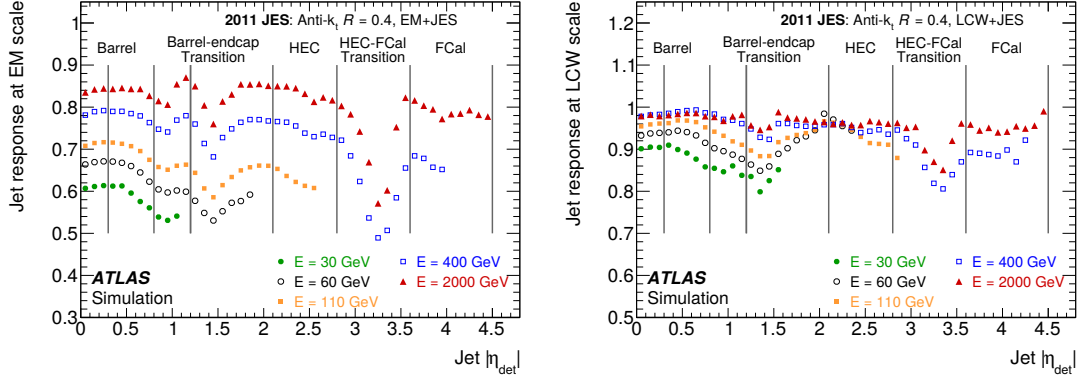 2011 JES: Anti-kt R = 0.4, EM+JES
Barrel
Barrel-endcap
Transition
HEC
HEC-FCal
Transition
FCal
Jet response at EM scale
1
0.9
0.8
0.7
0.6
0.5
0.4
0.3
E = 30 GeV
E = 60 GeV
E = 110 GeV
E = 400 GeV
E = 2000 GeV
ATLAS
Simulation
0 0.5 1 1.5 2 2.5 3 3.5 4 4.5
Jet |ηdet|
2011 JES: Anti-kt R = 0.4, LCW+JES
Barrel
Barrel-endcap
Transition
HEC
HEC-FCal
Transition
FCal
Jet response at LCW scale
1.2
1.1
1
0.9
0.8
0.7
0.6
0.5
E = 30 GeV
E = 60 GeV
E = 110 GeV
E = 400 GeV
E = 2000 GeV
ATLAS
Simulation
0 0.5 1 1.5 2 2.5 3 3.5 4 4.5
Jet |ηdet|